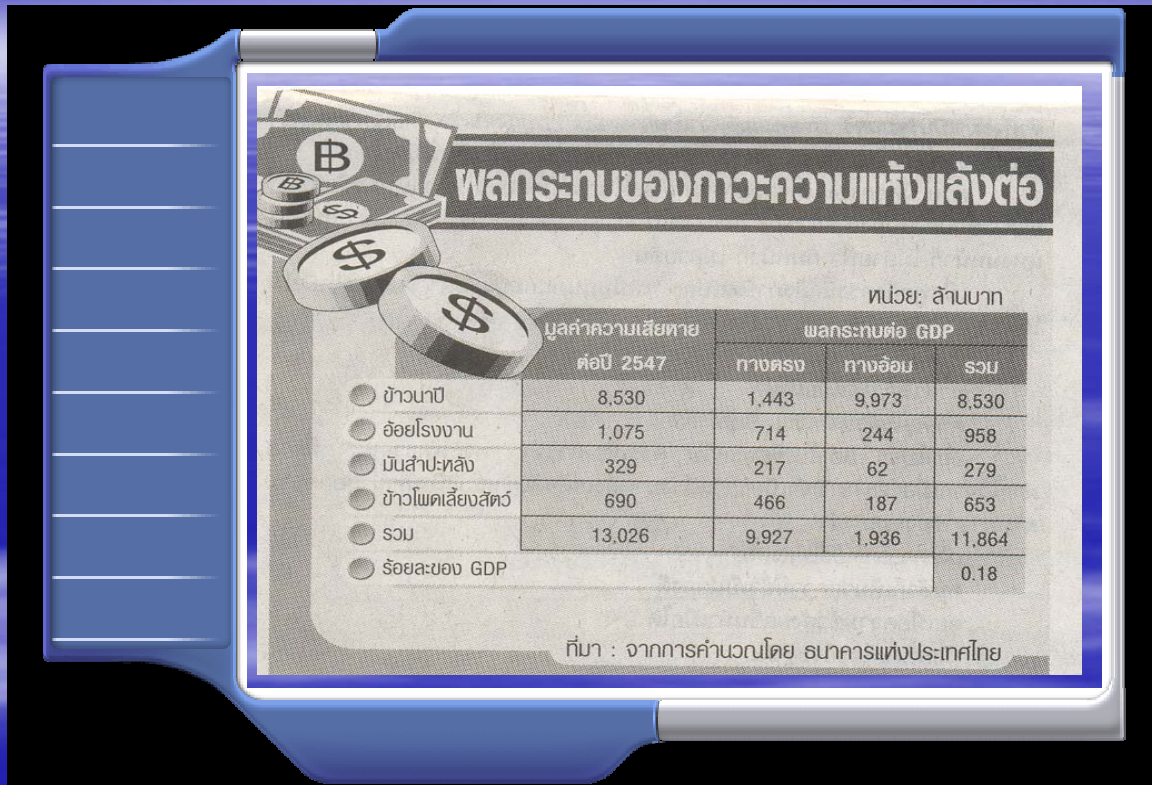 ผลกระทบของภาวะความแห้งแล้งต่อ
หน่วย: ล้านบาท
มูลค่าความเสียหาย ผลกระทบต่อ GDP
ต่อปี 2547 ทางตรง ทางอ้อม รวม
ข้าวนาปี 8,530 1,443 9,973 8,530
อ้อยโรงงาน 1,075 714 244 958
มันสำปะหลัง 329 217 62 279
ข้าวโพดเลี้ยงสัตว์ 690 466 187 653
รวม 13,026 9,927 1,936 11,864
ร้อยละของ GDP 0.18
ที่มา : จากการคำนวณโดย ธนาคารแห่งประเทศไทย